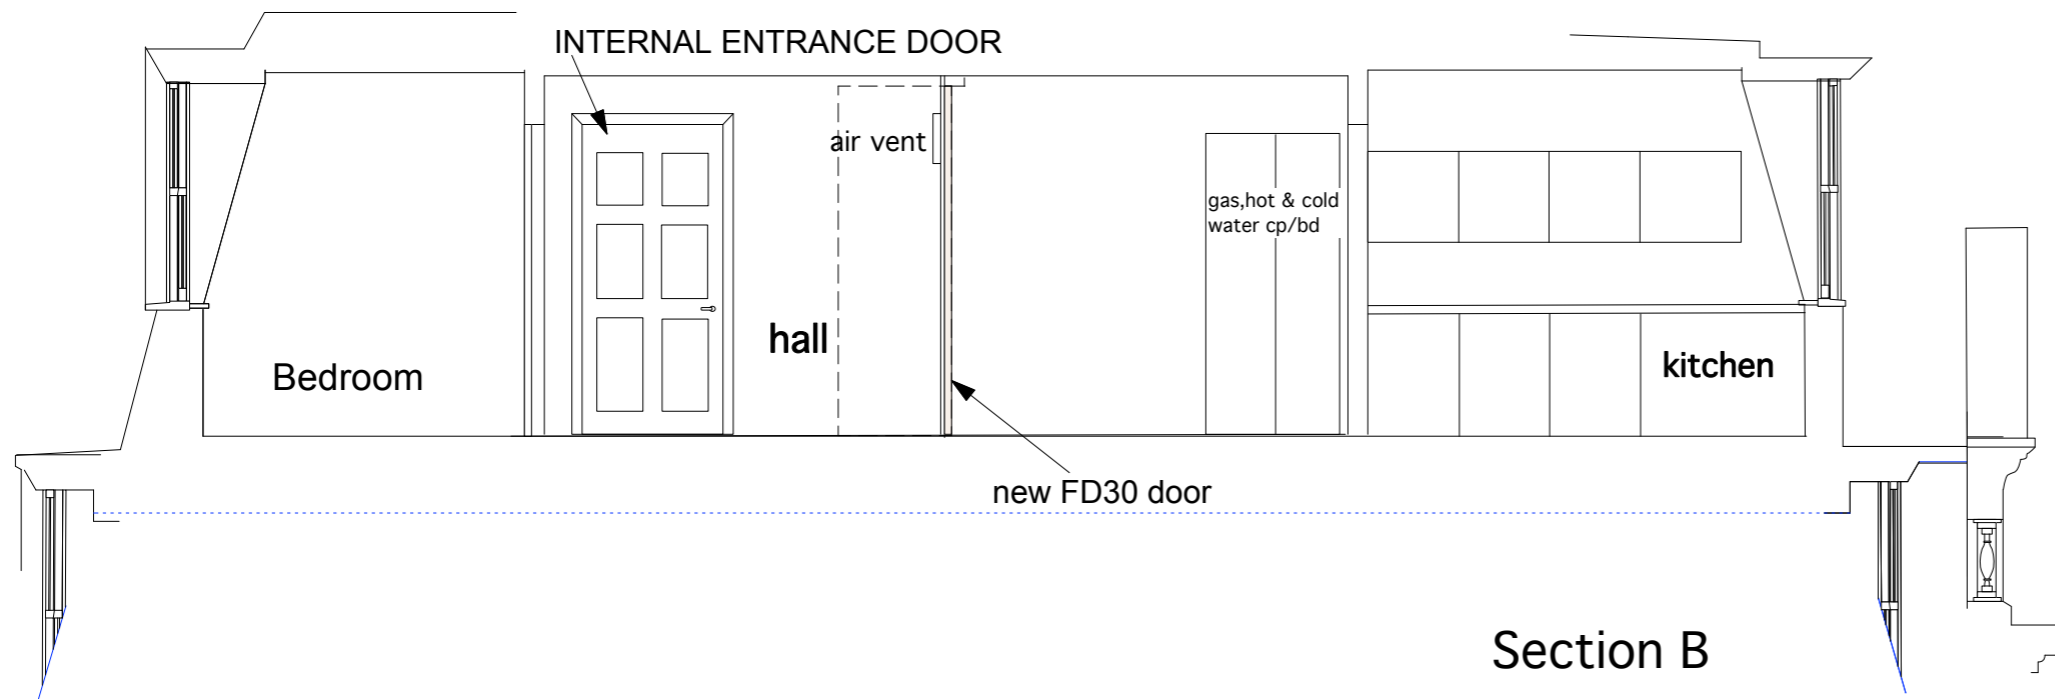 INTERNAL ENTRANCE DOOR
air vent
gas,hot & cold
water cp/bd
hall
kitchen
Bedroom
new FD30 door
Section B